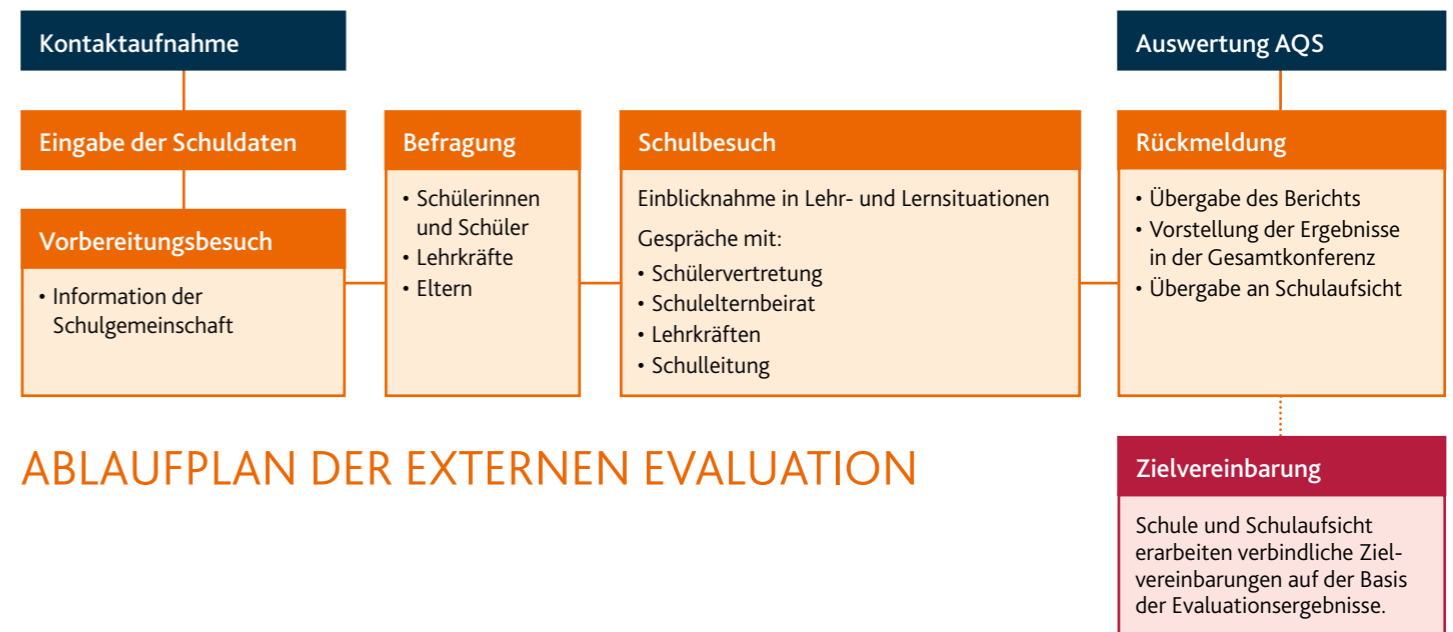 Kontaktaufnahme
Eingabe der Schuldaten
Vorbereitungsbesuch
• Information der
Schulgemeinschaft
Befragung
• Schülerinnen
und Schüler
• Lehrkräfte
• Eltern
Schulbesuch
Einblicknahme in Lehr- und Lernsituationen
Gespräche mit:
• Schülervertretung
• Schulelternbeirat
• Lehrkräften
• Schulleitung
Auswertung AQS
Rückmeldung
• Übergabe des Berichts
• Vorstellung der Ergebnisse
in der Gesamtkonferenz
• Übergabe an Schulaufsicht
Zielvereinbarung
Schule und Schulaufsicht
erarbeiten verbindliche Ziel-
vereinbarungen auf der Basis
der Evaluationsergebnisse.
ABLAUFPLAN DER EXTERNEN EVALUATION